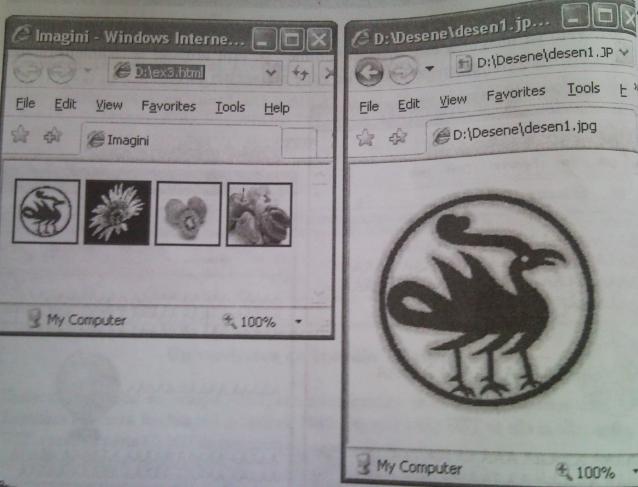 Imagini - Windows Interne...
D:\ex3.html
File Edit View Favorites Tools Help
Imagini
My Computer 100%
D:\Desene\desen1.jp...
D:\Desene\desen1.JP
File Edit View Favorites Tools
D:\Desene\desen1.jpg
My Computer 100%